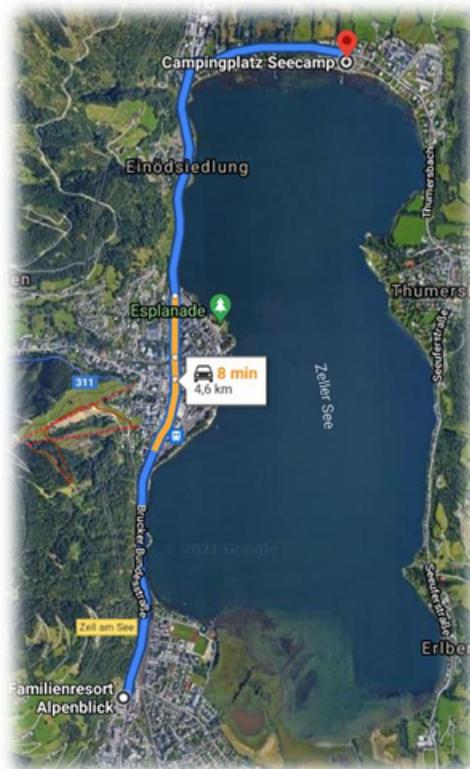 Campingplatz Seecamp
Einödsiedlung
Thumersbach
en
Esplanade
Thumers
Seeuferstraße
311
8 min
4,6 km
Zeller See
Brucker Bundesstraße
© 2021 Google
Seeuferstraße
Zell am See
Erlber
Familienresort
Alpenblick